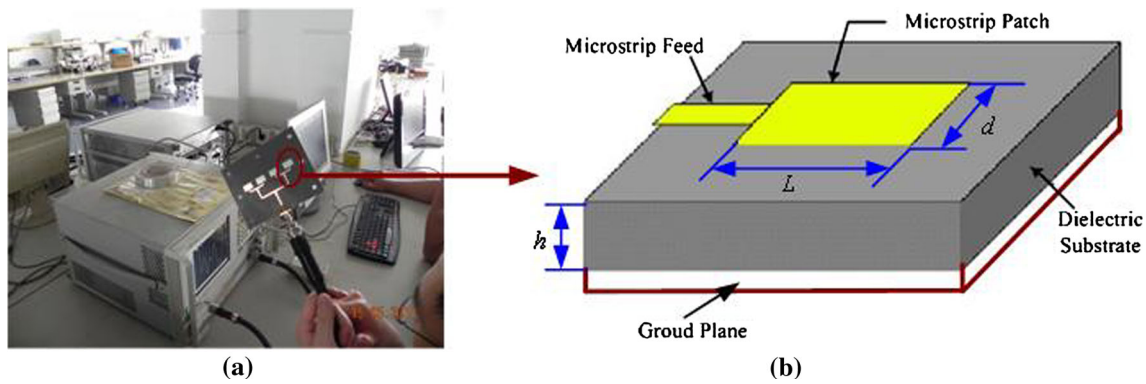 Microstrip Patch
Microstrip Feed
d
L
h
Dielectric
Substrate
Groud Plane
(a)
(b)